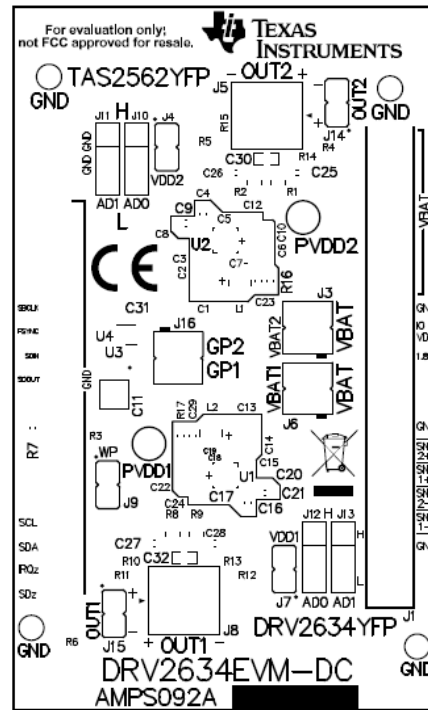 For evaluation only;
not FCC approved for resale.
TEXAS
INSTRUMENTS
TAS2562YFP
GND
J5
- OUT2 +
OUT2
GND
J11
H
J10
J4
GND
GND
VDD2
R15
R5
J14
R4
R14
C30
C26
C25
R2
R1
AD1
AD0
L
C4
C9
C5
C12
C8
U2
C10
C6
PVDD2
C3
C2
C7
R16
C1
L1
C23
VBAT
CE
SBCLK
FSYNC
SDIN
SDOUT
C31
J16
U4
U3
GP2
GP1
J3
VBAT2
VBAT
VBAT1
VBAT
J6
GND
C11
R7
R3
WP
J9
PVDD1
R17
C29
L2
C13
C14
C15
C19
C18
U1
C20
C21
C22
C17
C16
C24
R8
R9
SCL
SDA
IRQz
SDz
C27
C28
R10
C32
R13
R11
R12
VDD1
J12
H
J13
H
L
J7
AD0
AD1
J1
DRV2634YFP
OUT1
J15
+ OUT1 -
J8
R6
GND
GND
DRV2634EVM-DC
AMPS092A